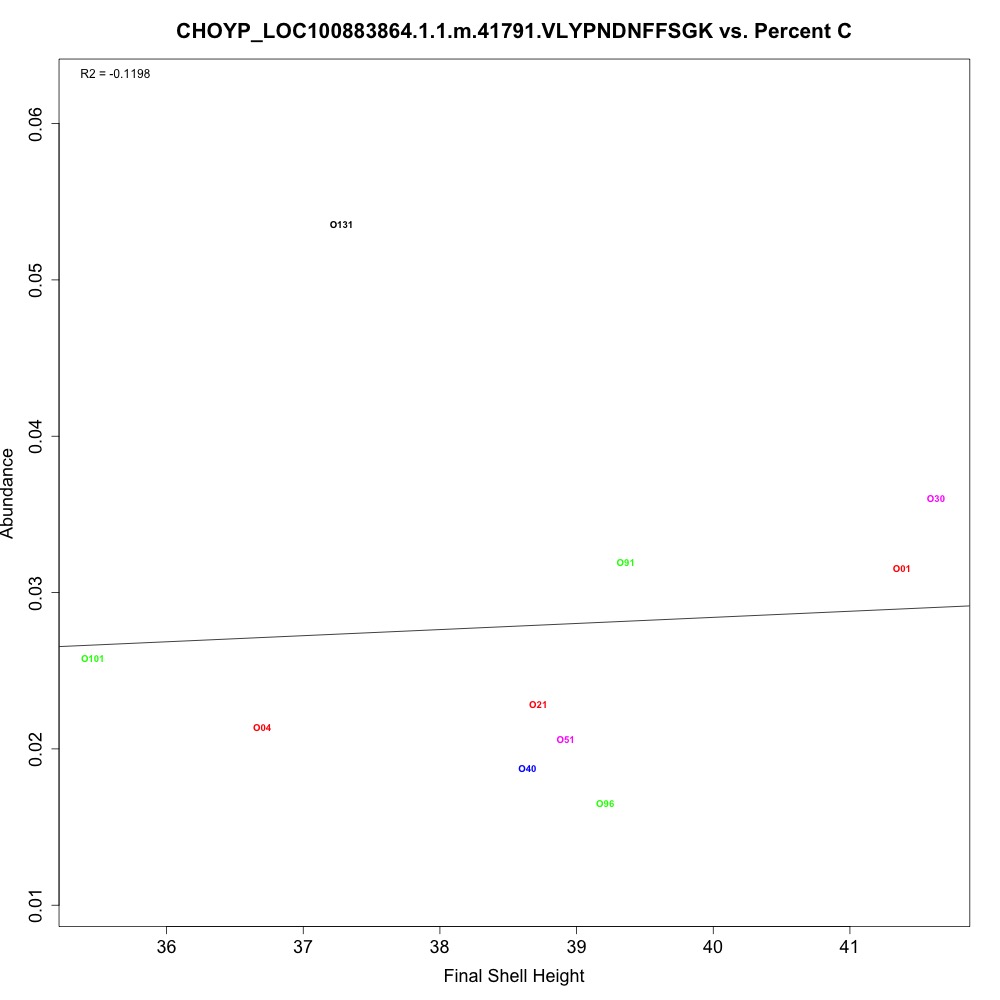 CHOYP_LOC100883864.1.1.m.41791.VLYPNDNFFSGK vs. Percent C
R2 = -0.1198
0.06
0.05
0.04
0.03
0.02
0.01
Abundance
O131
O30
O91
O01
O101
O21
O04
O51
O40
O96
36 37 38 39 40 41
Final Shell Height